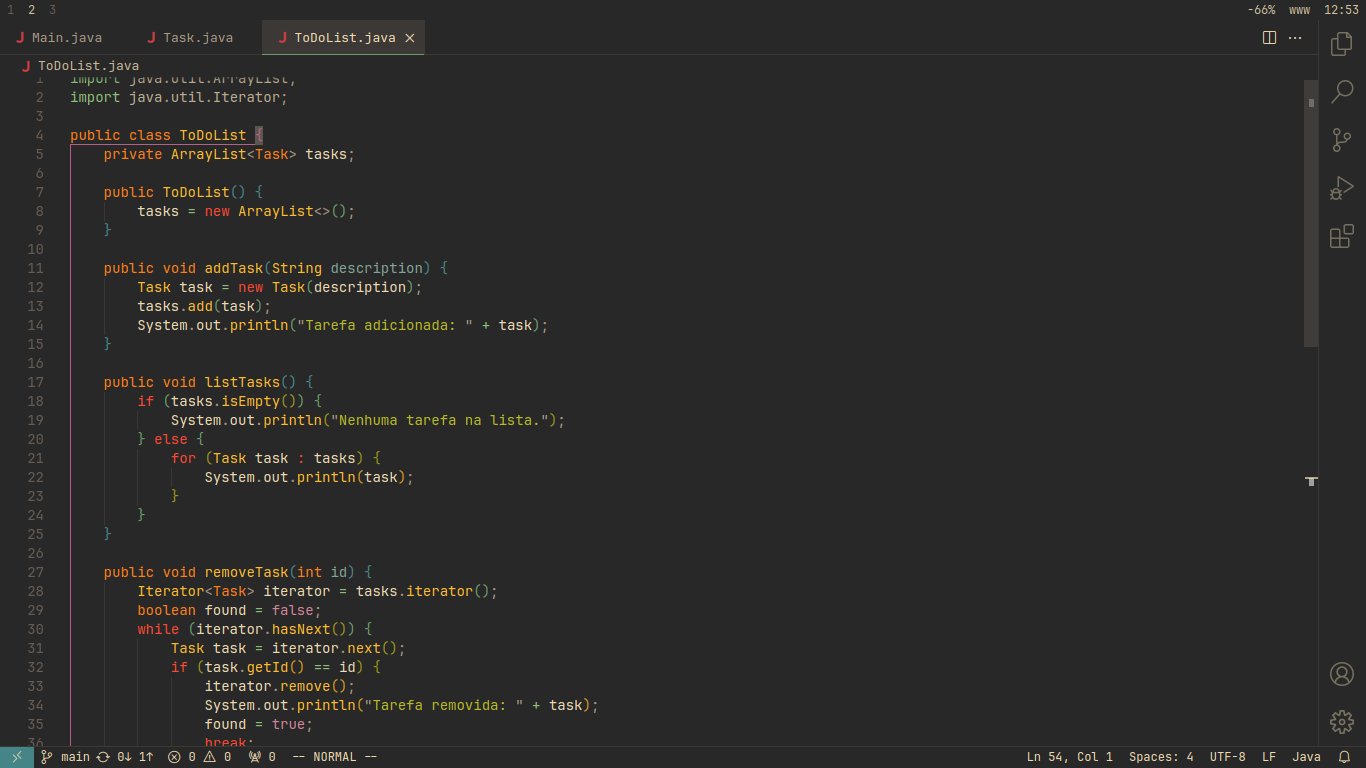 1 2 3 -66% www 12:53
J Main.java J Task.java J ToDoList.java ×
J ToDoList.java
1 import java.util.ArrayList;
2 import java.util.Iterator;
3
4 public class ToDoList {
5 private ArrayList<Task> tasks;
6
7 public ToDoList() {
8 tasks = new ArrayList<>();
9 }
10
11 public void addTask(String description) {
12 Task task = new Task(description);
13 tasks.add(task);
14 System.out.println("Tarefa adicionada: " + task);
15 }
16
17 public void listTasks() {
18 if (tasks.isEmpty()) {
19 System.out.println("Nenhuma tarefa na lista.");
20 } else {
21 for (Task task : tasks) {
22 System.out.println(task);
23 }
24 }
25 }
26
27 public void removeTask(int id) {
28 Iterator<Task> iterator = tasks.iterator();
29 boolean found = false;
30 while (iterator.hasNext()) {
31 Task task = iterator.next();
32 if (task.getId() == id) {
33 iterator.remove();
34 System.out.println("Tarefa removida: " + task);
35 found = true;
36 break;
main 0↓ 1↑ 0 0 0 -- NORMAL -- Ln 54, Col 1 Spaces: 4 UTF-8 LF Java